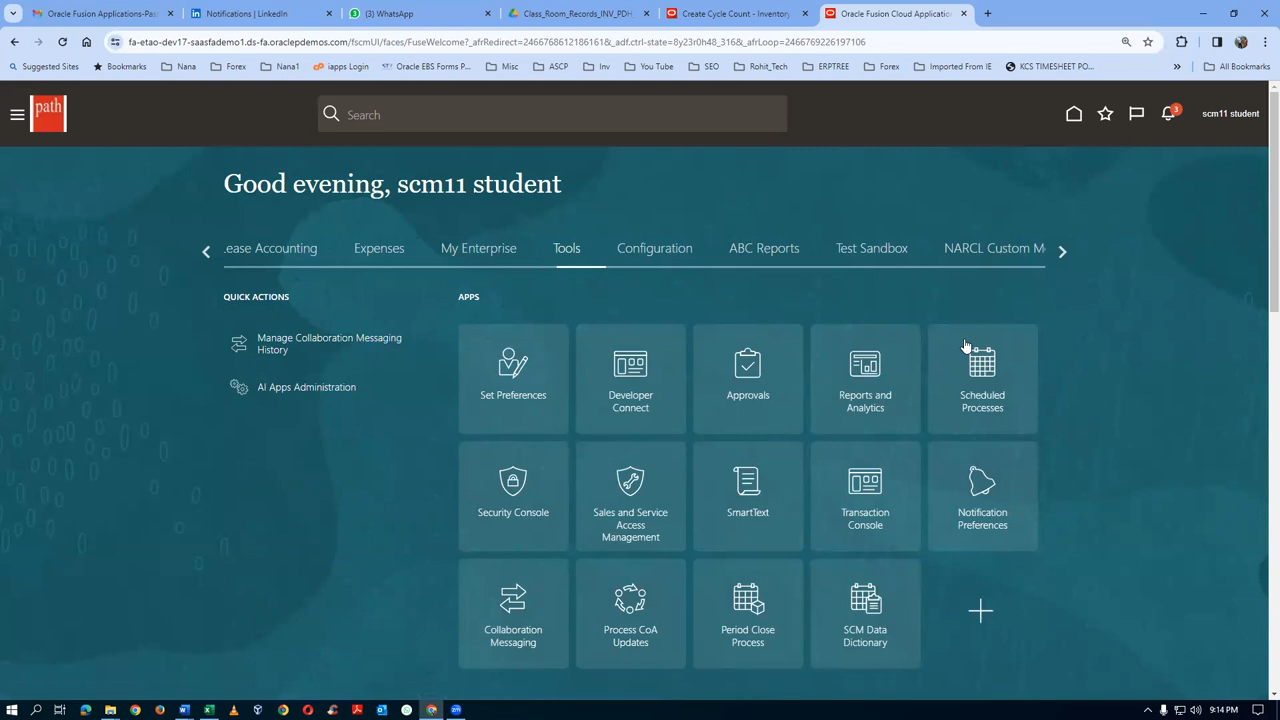 Oracle Fusion Applications-Pass
Notifications | LinkedIn
(3) WhatsApp
Class_Room_Records_INV_PDH
Create Cycle Count - Inventory
Oracle Fusion Cloud Application
fa-etao-dev17-saasfademo1.ds-fa.oraclepdemos.com/fscmUI/faces/FuseWelcome?_afrRedirect=2466768612186161&_adf.ctrl-state=8y23r0h48_316&_afrLoop=2466769226197106
Suggested Sites
Bookmarks
Nana
Forex
Nana1
iapps Login
Oracle EBS Forms P...
Misc
ASCP
Inv
You Tube
SEO
Rohit_Tech
ERPTREE
Forex
Imported From IE
KCS TIMESHEET PO...
All Bookmarks
path
Search
3
scm11 student
Good evening, scm11 student
ease Accounting
Expenses
My Enterprise
Tools
Configuration
ABC Reports
Test Sandbox
NARCL Custom M
QUICK ACTIONS
APPS
Manage Collaboration Messaging
History
AI Apps Administration
Set Preferences
Developer
Connect
Approvals
Reports and
Analytics
Scheduled
Processes
Security Console
Sales and Service
Access
Management
SmartText
Transaction
Console
Notification
Preferences
Collaboration
Messaging
Process CoA
Updates
Period Close
Process
SCM Data
Dictionary
9:14 PM